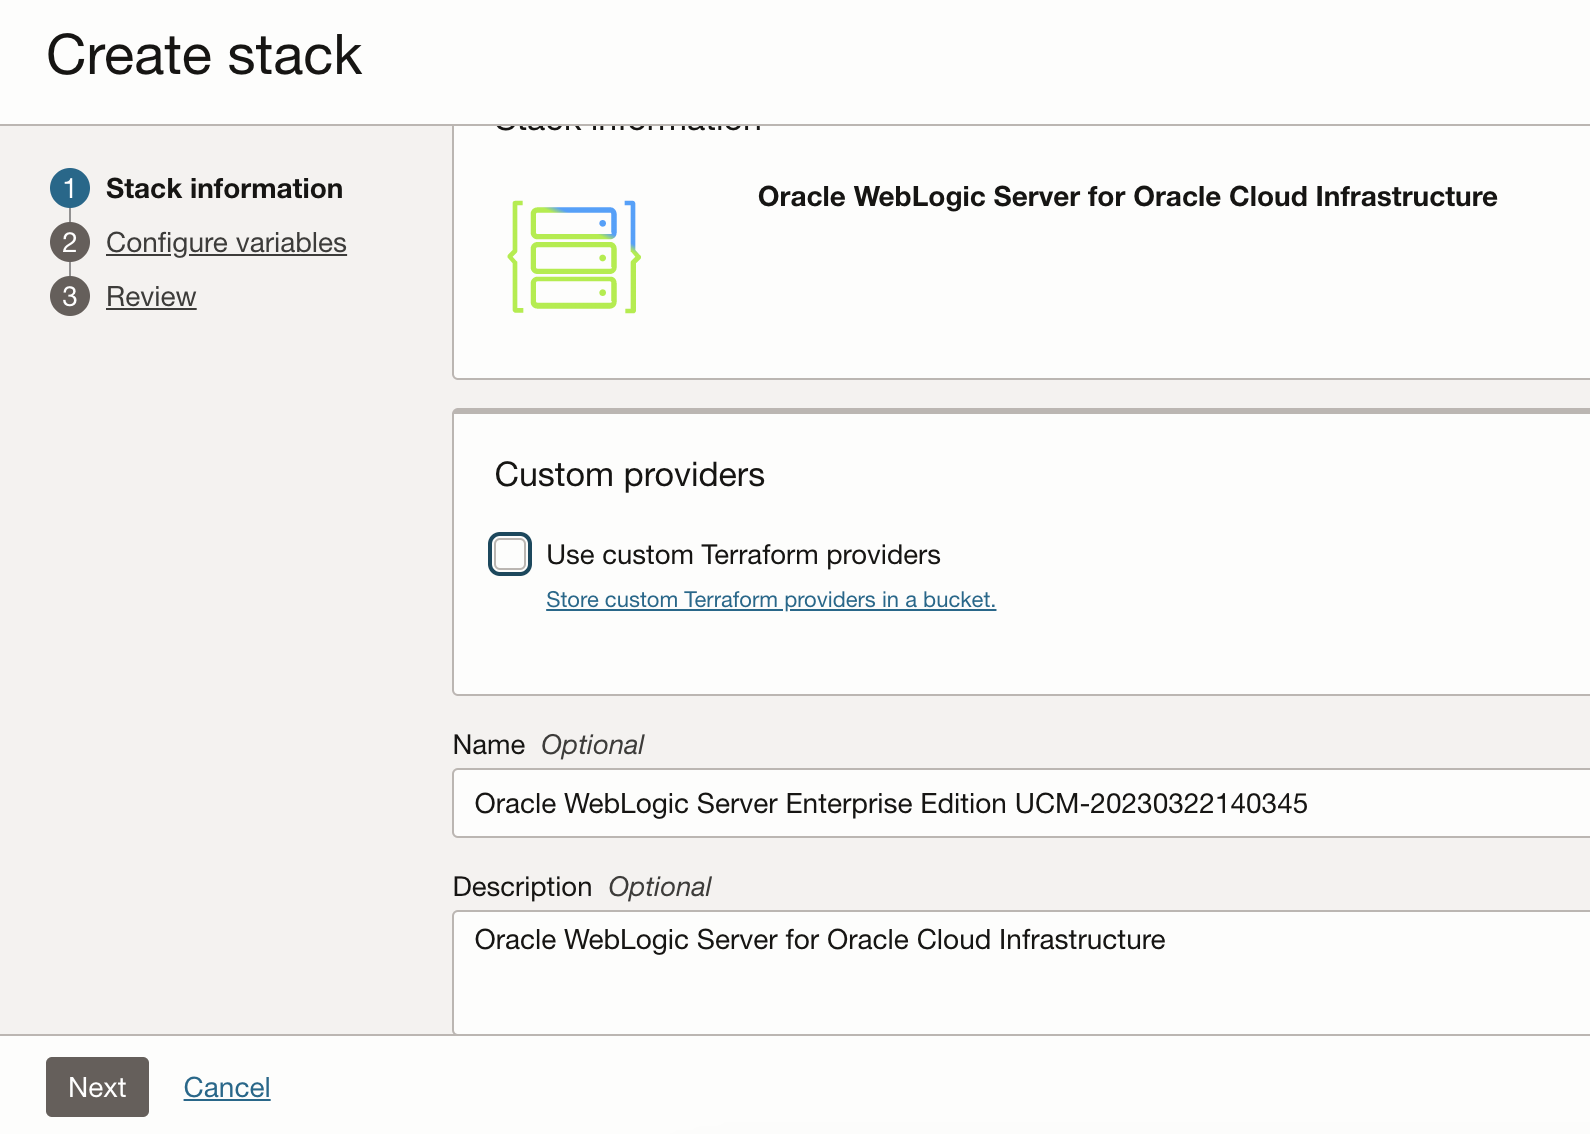 Create stack
1 Stack information
2 Configure variables
3 Review
Stack information
Oracle WebLogic Server for Oracle Cloud Infrastructure
Custom providers
Use custom Terraform providers
Store custom Terraform providers in a bucket.
Name Optional
Oracle WebLogic Server Enterprise Edition UCM-20230322140345
Description Optional
Oracle WebLogic Server for Oracle Cloud Infrastructure
Next Cancel